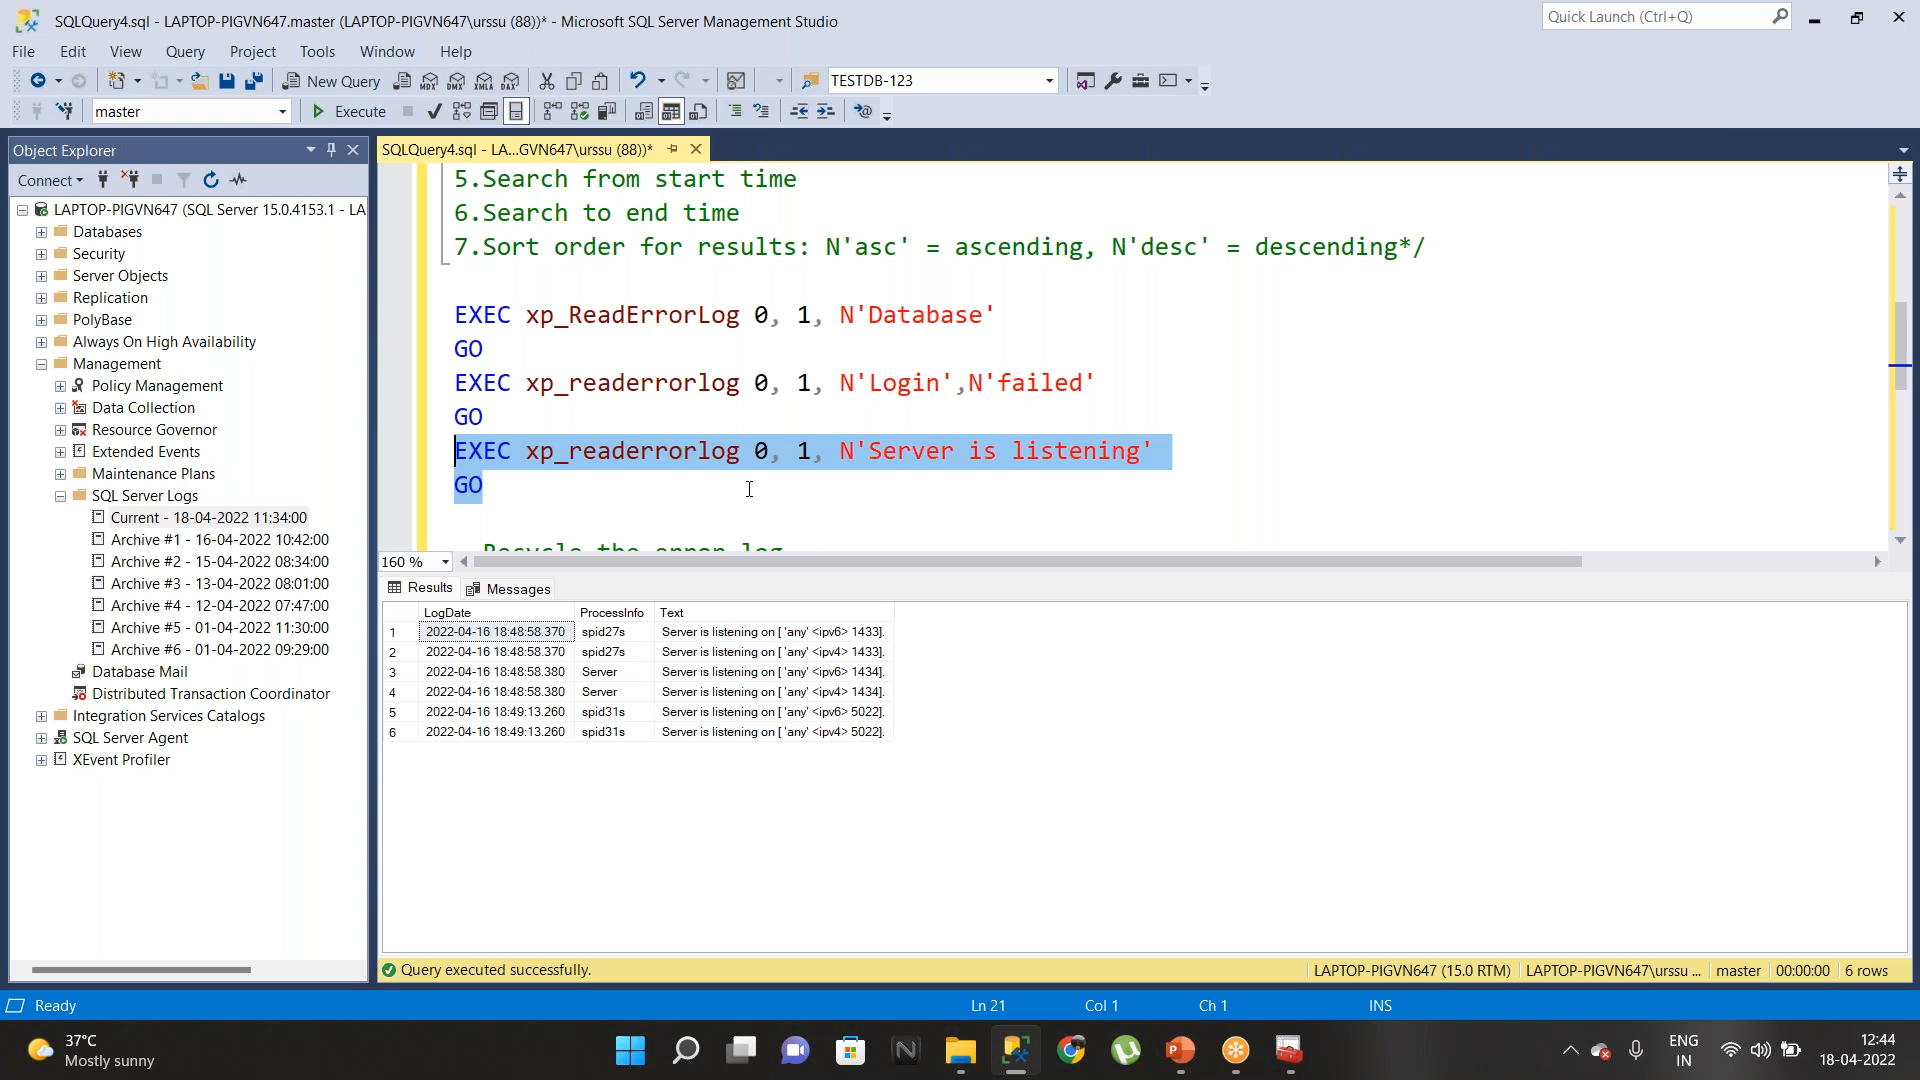 SQLQuery4.sql - LAPTOP-PIGVN647.master (LAPTOP-PIGVN647\urssu (88))* - Microsoft SQL Server Management Studio
Quick Launch (Ctrl+Q)
File Edit View Query Project Tools Window Help
New Query
TESTDB-123
master
Execute
Object Explorer
SQLQuery4.sql - LA...GVN647\urssu (88))*
Connect
LAPTOP-PIGVN647 (SQL Server 15.0.4153.1 - LA
Databases
Security
Server Objects
Replication
PolyBase
Always On High Availability
Management
Policy Management
Data Collection
Resource Governor
Extended Events
Maintenance Plans
SQL Server Logs
Current - 18-04-2022 11:34:00
Archive #1 - 16-04-2022 10:42:00
Archive #2 - 15-04-2022 08:34:00
Archive #3 - 13-04-2022 08:01:00
Archive #4 - 12-04-2022 07:47:00
Archive #5 - 01-04-2022 11:30:00
Archive #6 - 01-04-2022 09:29:00
Database Mail
Distributed Transaction Coordinator
Integration Services Catalogs
SQL Server Agent
XEvent Profiler
5.Search from start time
6.Search to end time
7.Sort order for results: N'asc' = ascending, N'desc' = descending*/
EXEC xp_ReadErrorLog 0, 1, N'Database'
GO
EXEC xp_readerrorlog 0, 1, N'Login',N'failed'
GO
EXEC xp_readerrorlog 0, 1, N'Server is listening'
GO
Recycle the error log
160 %
Results Messages
LogDate ProcessInfo Text
1 2022-04-16 18:48:58.370 spid27s Server is listening on [ 'any' <ipv6> 1433].
2 2022-04-16 18:48:58.370 spid27s Server is listening on [ 'any' <ipv4> 1433].
3 2022-04-16 18:48:58.380 Server Server is listening on [ 'any' <ipv6> 1434].
4 2022-04-16 18:48:58.380 Server Server is listening on [ 'any' <ipv4> 1434].
5 2022-04-16 18:49:13.260 spid31s Server is listening on [ 'any' <ipv6> 5022].
6 2022-04-16 18:49:13.260 spid31s Server is listening on [ 'any' <ipv4> 5022].
Query executed successfully.
LAPTOP-PIGVN647 (15.0 RTM) LAPTOP-PIGVN647\urssu ... master 00:00:00 6 rows
Ready
Ln 21 Col 1 Ch 1 INS
37°C
Mostly sunny
ENG
IN
12:44
18-04-2022